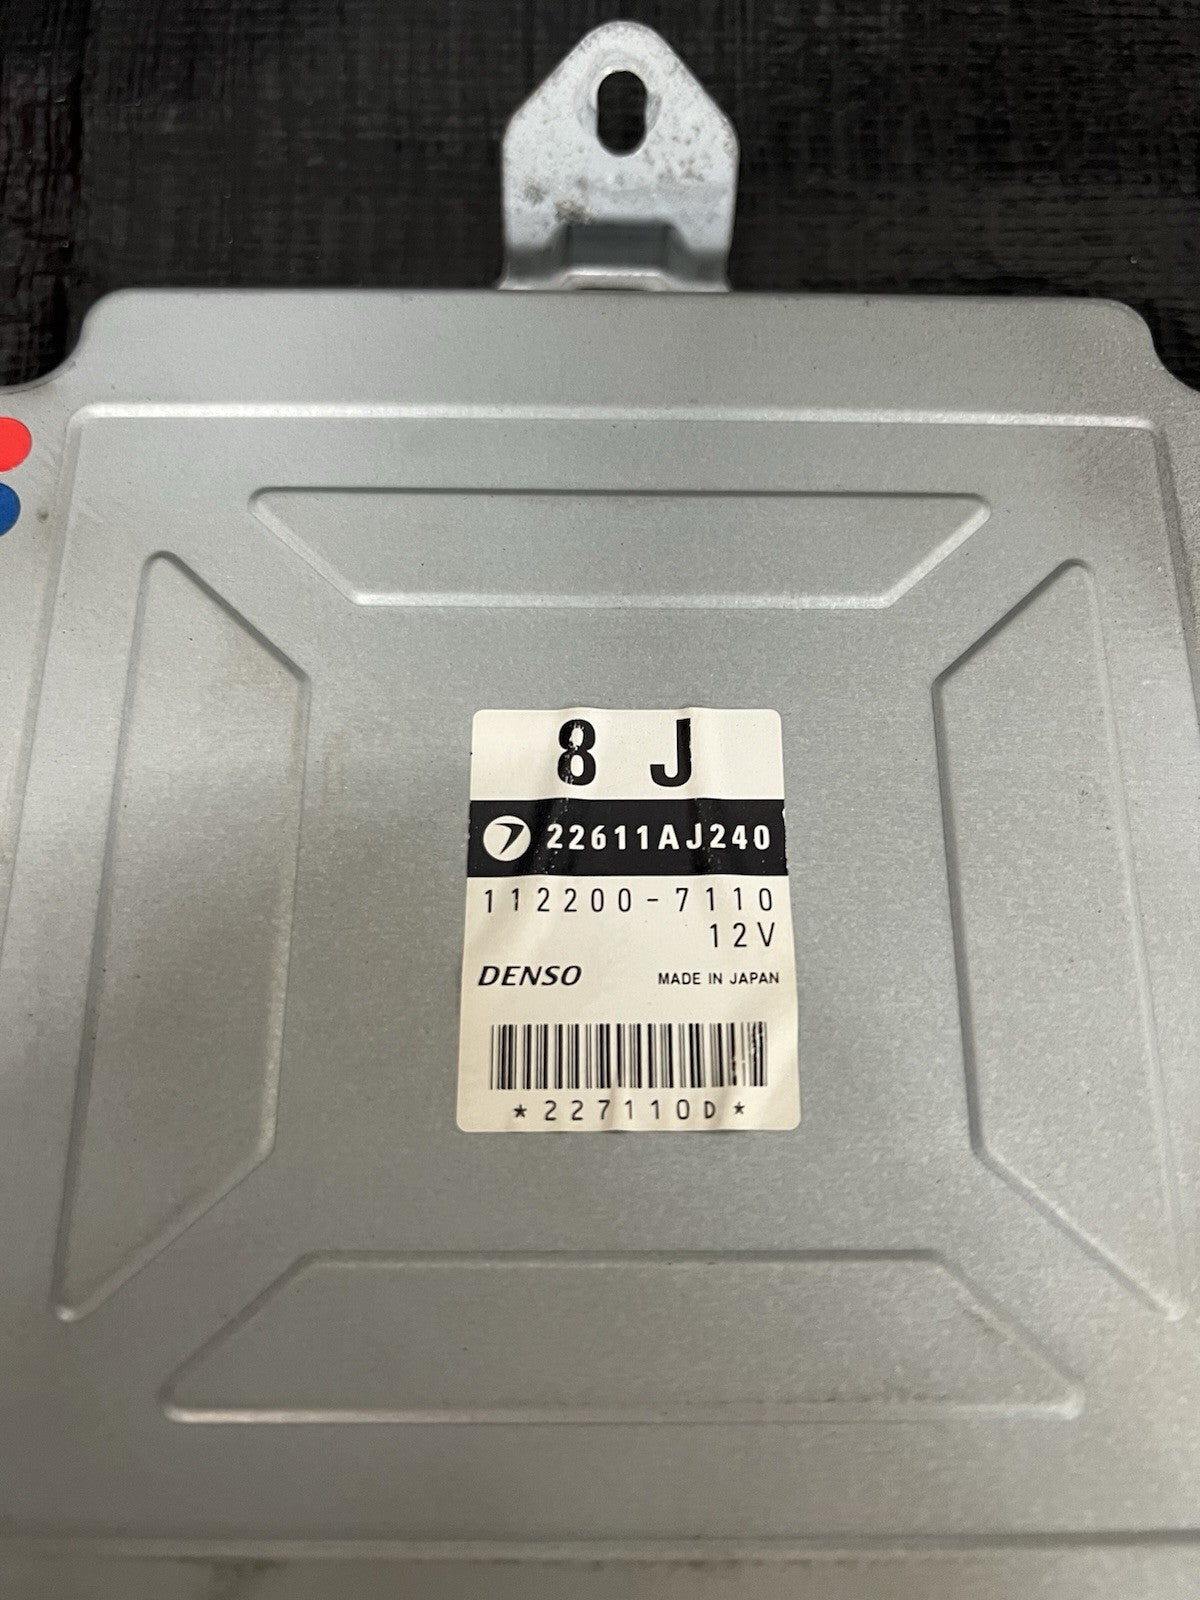 8 J
22611AJ240
112200-7110
12V
DENSO MADE IN JAPAN
*227110D*